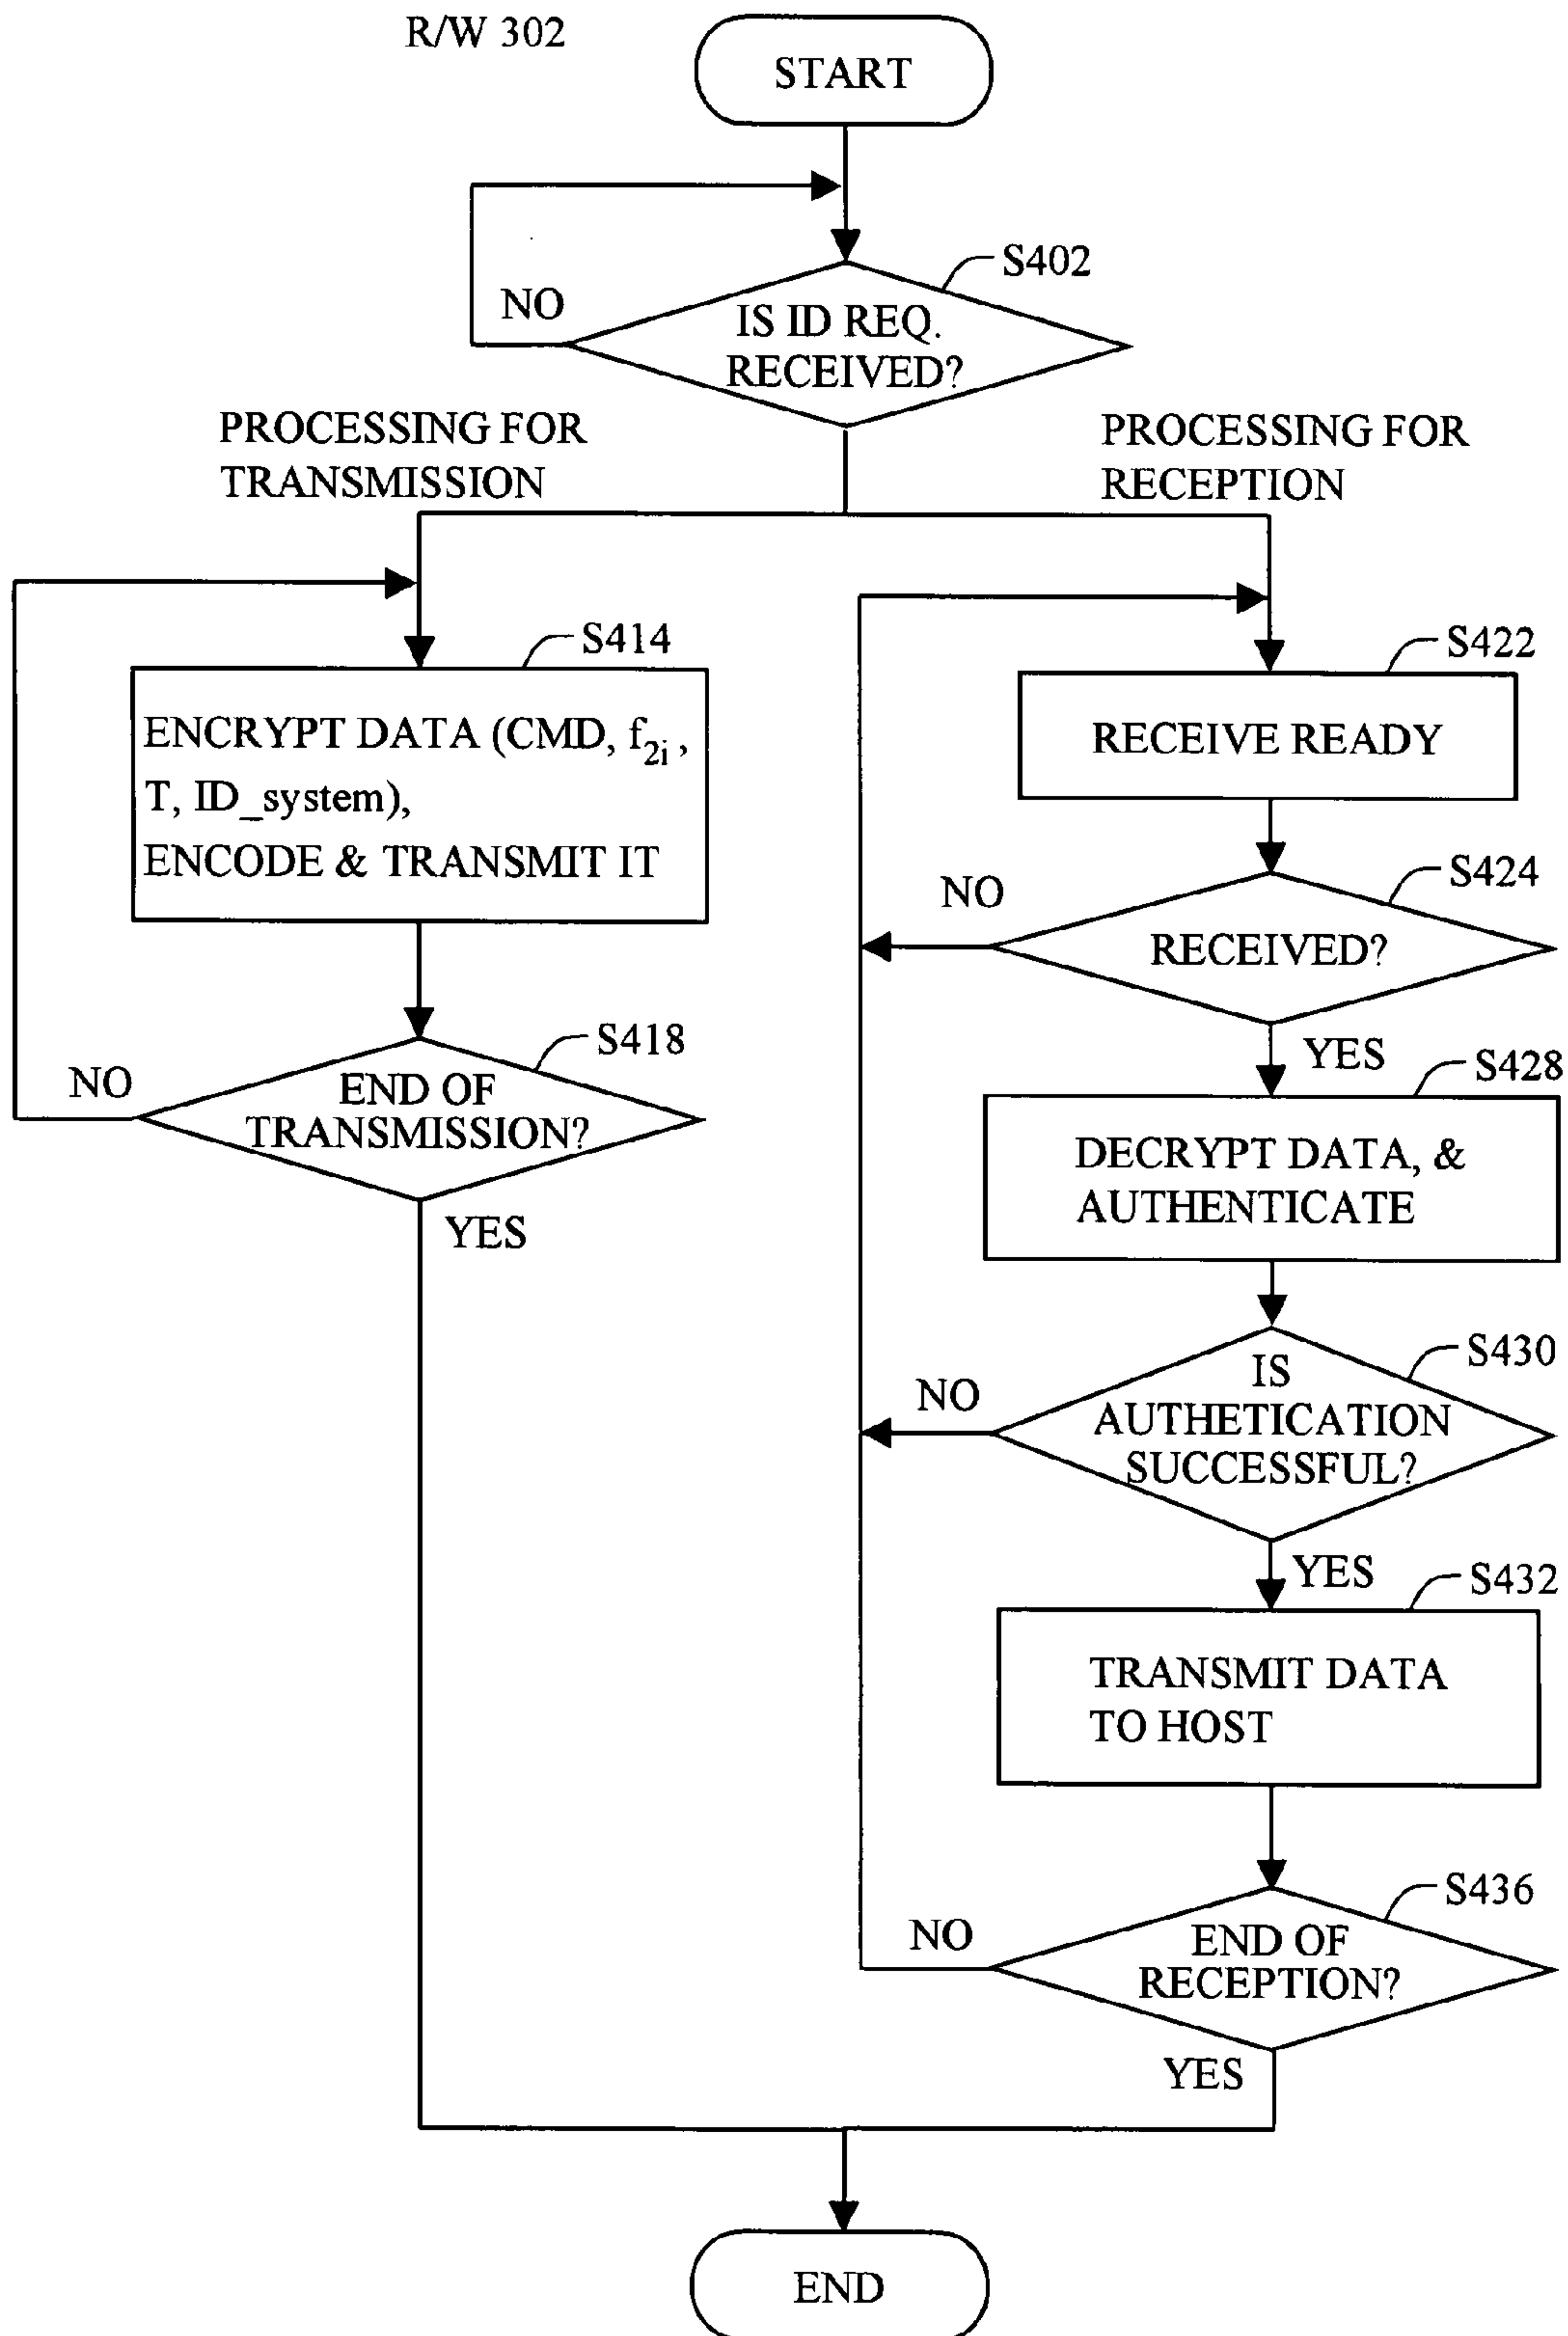 R/W 302
START
S402
NO
IS ID REQ.
RECEIVED?
PROCESSING FOR
TRANSMISSION
PROCESSING FOR
RECEPTION
S414
ENCRYPT DATA (CMD, f2i,
T, ID_system),
ENCODE & TRANSMIT IT
S418
NO
END OF
TRANSMISSION?
YES
S422
RECEIVE READY
S424
NO
RECEIVED?
YES
S428
DECRYPT DATA, &
AUTHENTICATE
S430
NO
IS
AUTHETICATION
SUCCESSFUL?
YES
S432
TRANSMIT DATA
TO HOST
S436
NO
END OF
RECEPTION?
YES
END